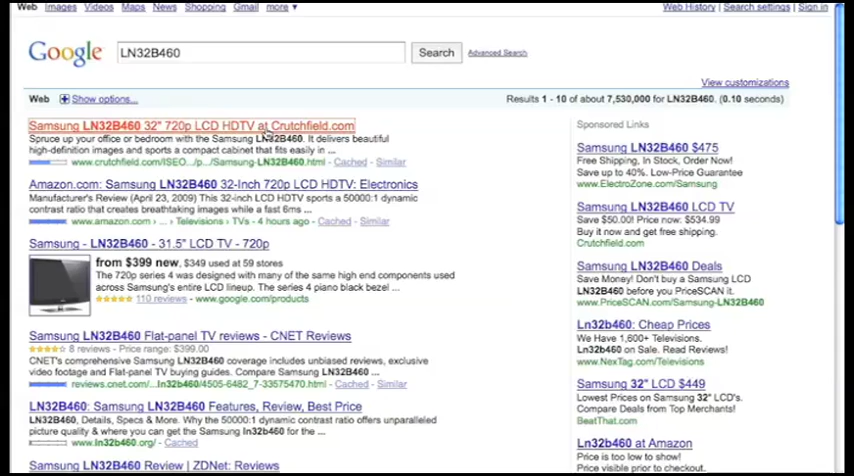 Web Images Videos Maps News Shopping Gmail more ▼
Web History | Search settings | Sign in
Google
LN32B460
Search
Advanced Search
View customizations
Web Show options...
Results 1 - 10 of about 7,530,000 for LN32B460. (0.10 seconds)
Samsung LN32B460 32" 720p LCD HDTV at Crutchfield.com
Spruce up your office or bedroom with the Samsung LN32B460. It delivers beautiful
high-definition images and sports a compact cabinet that fits easily in ...
www.crutchfield.com/ISEO.../p.../Samsung-LN32B460.html - Cached - Similar
Amazon.com: Samsung LN32B460 32-Inch 720p LCD HDTV: Electronics
Manufacturer's Review (April 23, 2009) This 32-inch HDTV sports a 50000:1 dynamic
contrast ratio that creates breathtaking images while a fast 6ms ...
www.amazon.com › ... › Televisions › TVs - 4 hours ago - Cached - Similar
Samsung - LN32B460 - 31.5" LCD TV - 720p
from $399 new, $349 used at 59 stores
The 720p series 4 was designed with many of the same high end components used
across Samsung's entire LCD lineup. The series 4 piano black bezel ...
110 reviews - www.google.com/products
Samsung LN32B460 Flat-panel TV reviews - CNET Reviews
8 reviews - Price range: $399.00
CNET's comprehensive Samsung LN32B460 coverage includes unbiased reviews, exclusive
video footage and Flat-panel TV buying guides. Compare Samsung LN32B460 ...
reviews.cnet.com/...ln32b460/4505-6482_7-33575470.html - Cached - Similar
LN32B460: Samsung LN32B460 Features, Review, Best Price
LN32B460, Details, Specs & More. Why the 50000:1 dynamic contrast ratio offers unparalleled
picture quality & where you can get the Samsung ln32b460 for the ...
www.ln32b460.org/ - Cached
Samsung LN32B460 Review | ZDNet: Reviews
Sponsored Links
Samsung LN32B460 $475
Free Shipping, In Stock, Order Now!
Save up to 40%. Low-Price Guarantee
www.ElectroZone.com/Samsung
Samsung LN32B460 LCD TV
Save $50.00! Price now: $534.99
Buy it now and get free shipping.
Crutchfield.com
Samsung LN32B460 Deals
Save Money! Don't buy a Samsung
LN32B460 before you PriceSCAN it.
www.PriceSCAN.com/Samsung-LN32B460
Ln32b460: Cheap Prices
We Have 1,600+ Televisions.
Ln32b460 on Sale. Read Reviews!
www.NexTag.com/Televisions
Samsung 32" LCD $449
Lowest Prices on Samsung 32" LCD's.
Compare Deals from Top Merchants!
BeatThat.com
Ln32b460 at Amazon
Price is too low to show!
Price visible prior to checkout.